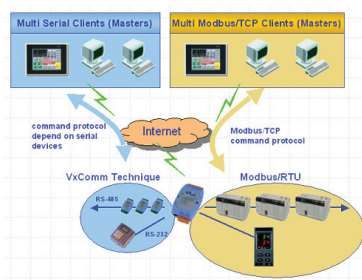 Multi Serial Clients (Masters)
Multi Modbus/TCP Clients (Masters)
command protocol
depend on serial
devices
Internet
Modbus/TCP
command protocol
VxComm Technique
Modbus/RTU
RS-485
RS-232